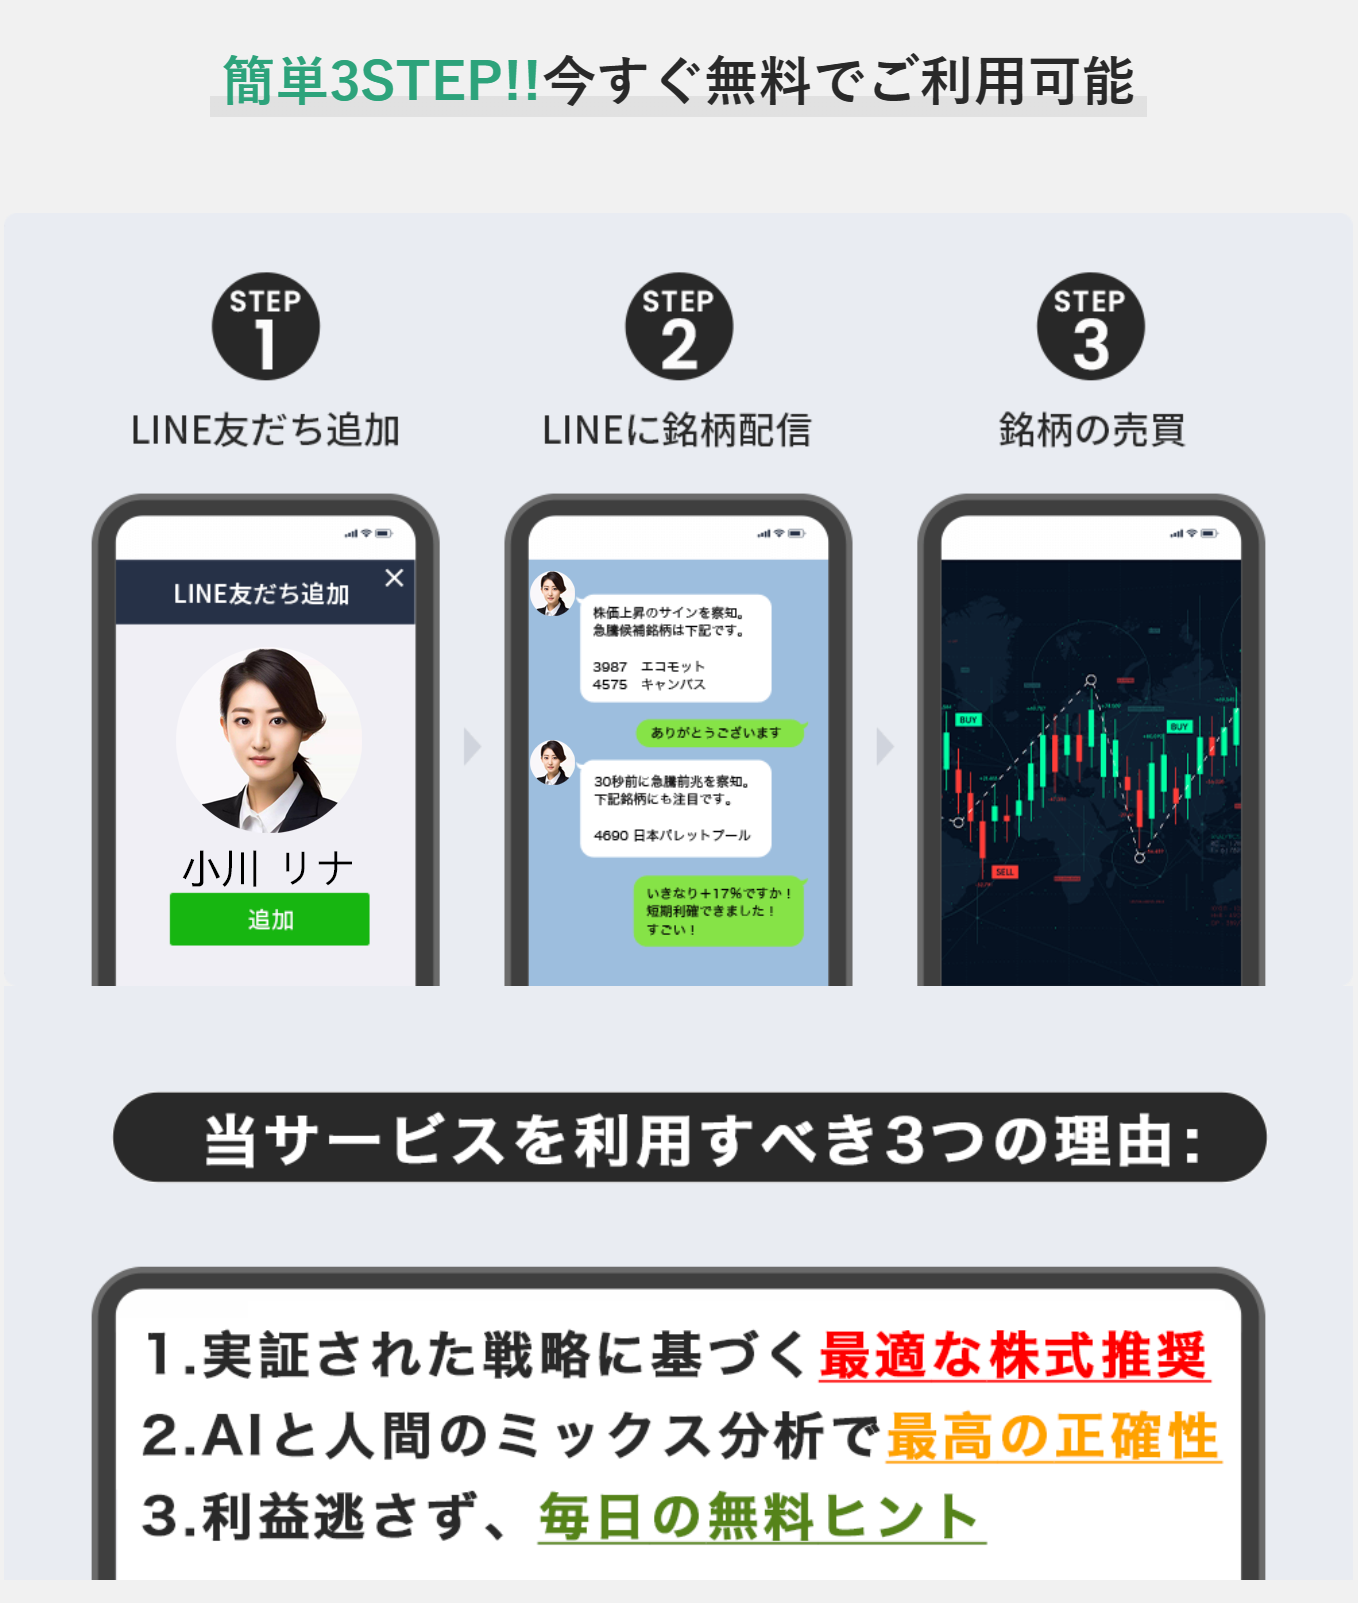 簡単3STEP!!今すぐ無料でご利用可能
STEP
1
LINE友だち追加
STEP
2
LINEに銘柄配信
STEP
3
銘柄の売買
LINE友だち追加
小川 リナ
追加
株価上昇のサインを察知。
急騰候補銘柄は下記です。
3987 エコモット
4575 キャンバス
ありがとうございます
30秒前に急騰前兆を察知。
下記銘柄にも注目です。
4690 日本パレットプール
いきなり+17%ですか！
短期利確できました！
すごい！
BUY
BUY
SELL
当サービスを利用すべき3つの理由:
1.実証された戦略に基づく最適な株式推奨
2.AIと人間のミックス分析で最高の正確性
3.利益逃さず、毎日の無料ヒント